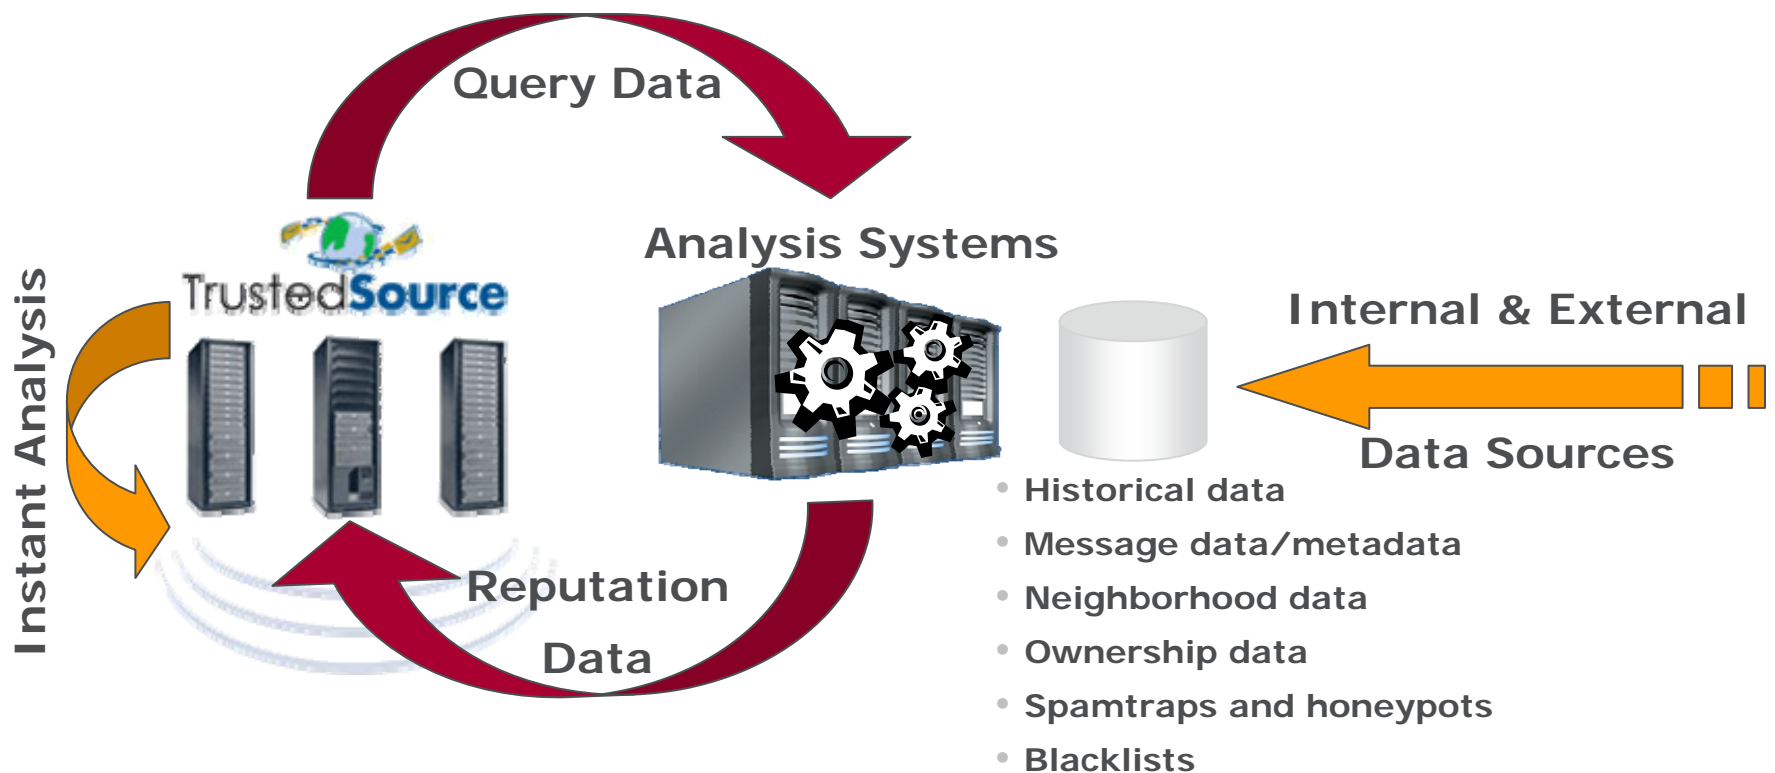 Query Data
TrustedSource
Instant Analysis
Analysis Systems
Internal & External
Data Sources
Reputation
Data
• Historical data
• Message data/metadata
• Neighborhood data
• Ownership data
• Spamtraps and honeypots
• Blacklists